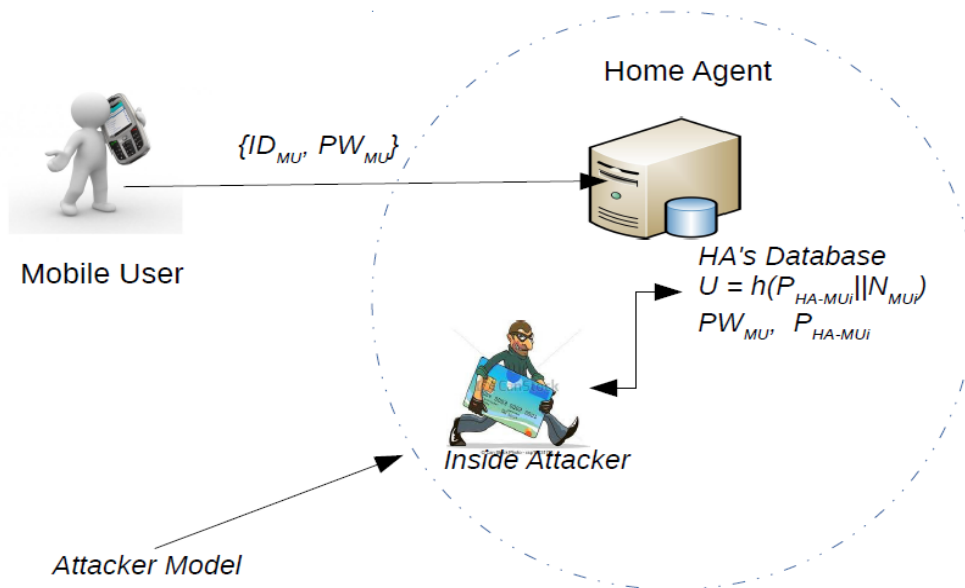 Home Agent
{ID_MU, PW_MU}
Mobile User
HA's Database
U = h(P_HA-MUi||N_MUi)
PW_MU, P_HA-MUi
Inside Attacker
Attacker Model